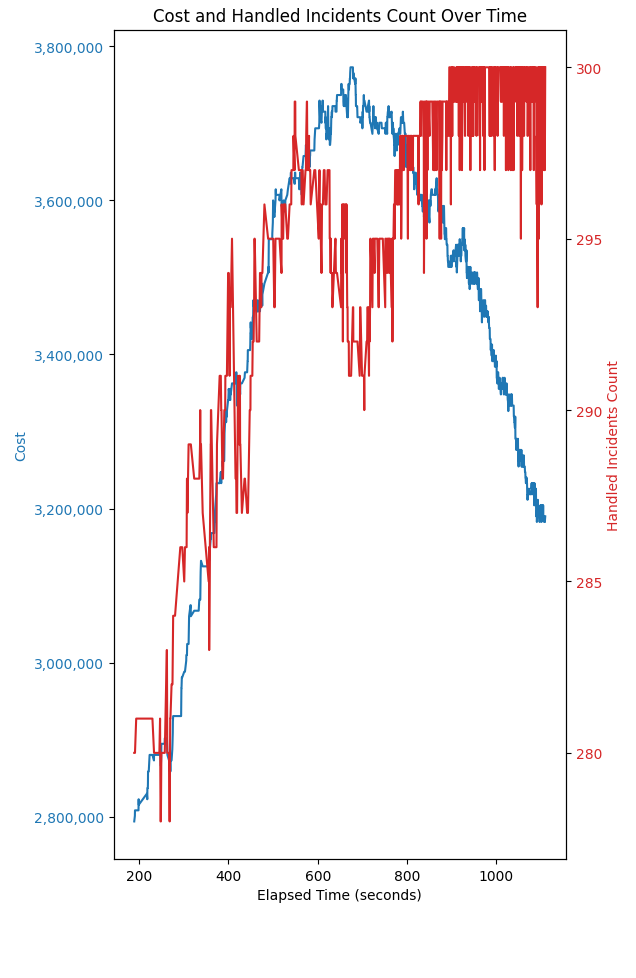 Cost and Handled Incidents Count Over Time
3,800,000
3,600,000
3,400,000
3,200,000
3,000,000
2,800,000
Cost
300
295
290
285
280
Handled Incidents Count
200 400 600 800 1000
Elapsed Time (seconds)